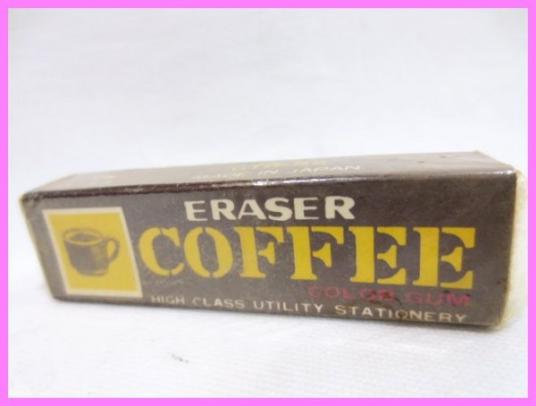 MADE IN JAPAN
ERASER
COFFEE
COLOR GUM
HIGH CLASS UTILITY STATIONERY